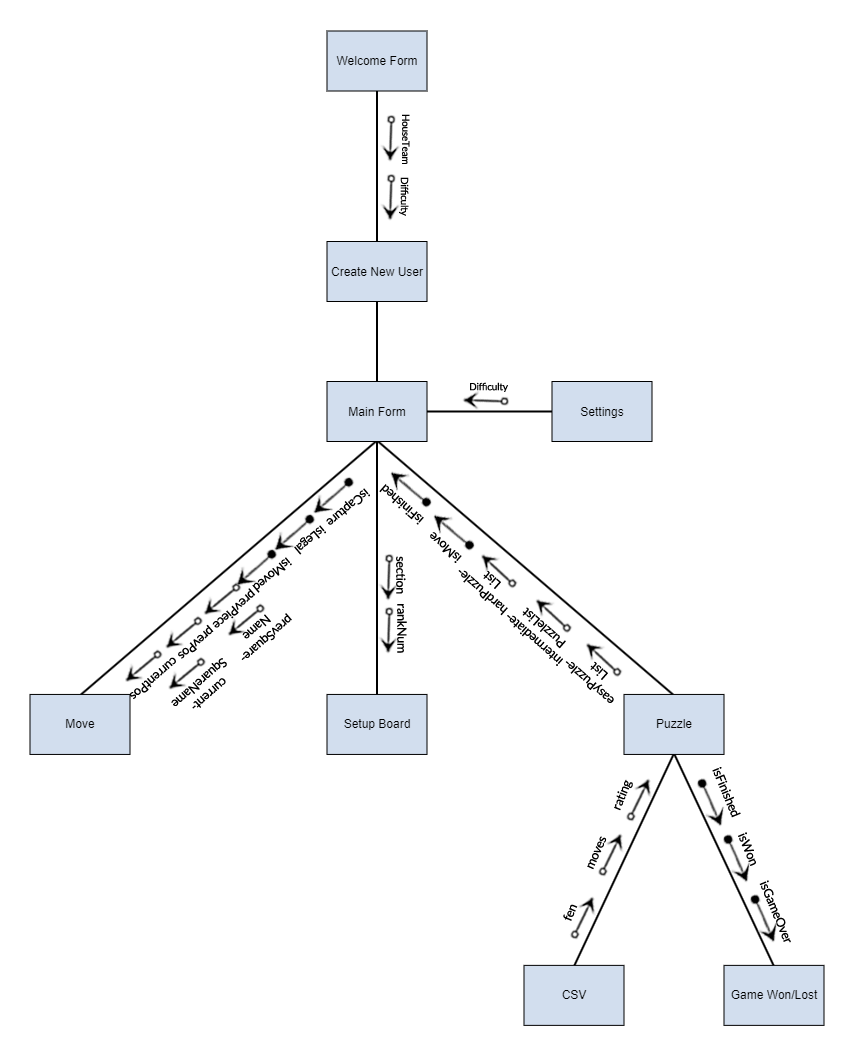 Welcome Form
HouseTeam
Difficulty
Create New User
Main Form
Difficulty
Settings
isCapture
isLegal
isMoved
prevPiece
prevPos
currentPos
prevSquare-
Name
current-
SquareName
section
rankNum
isFinished
isMove
hardPuzzle-
List
intermediate-
PuzzleList
easyPuzzle-
List
Move
Setup Board
Puzzle
rating
moves
fen
isFinished
isWon
isGameOver
CSV
Game Won/Lost